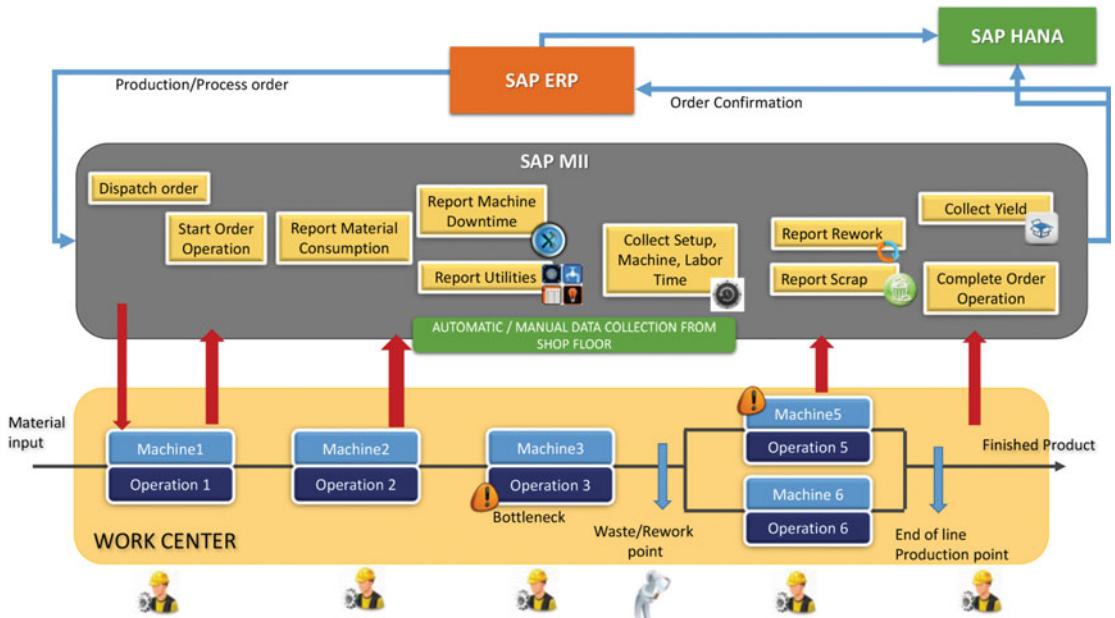 SAP HANA
SAP ERP
Production/Process order
Order Confirmation
SAP MII
Dispatch order
Start Order
Operation
Report Material
Consumption
Report Machine
Downtime
Report Utilities
Collect Setup,
Machine, Labor
Time
Report Rework
Report Scrap
Collect Yield
Complete Order
Operation
AUTOMATIC / MANUAL DATA COLLECTION FROM
SHOP FLOOR
Material
input
Machine1
Operation 1
Machine2
Operation 2
Machine3
Operation 3
Bottleneck
Waste/Rework
point
Machine5
Operation 5
Machine 6
Operation 6
Finished Product
End of line
Production point
WORK CENTER